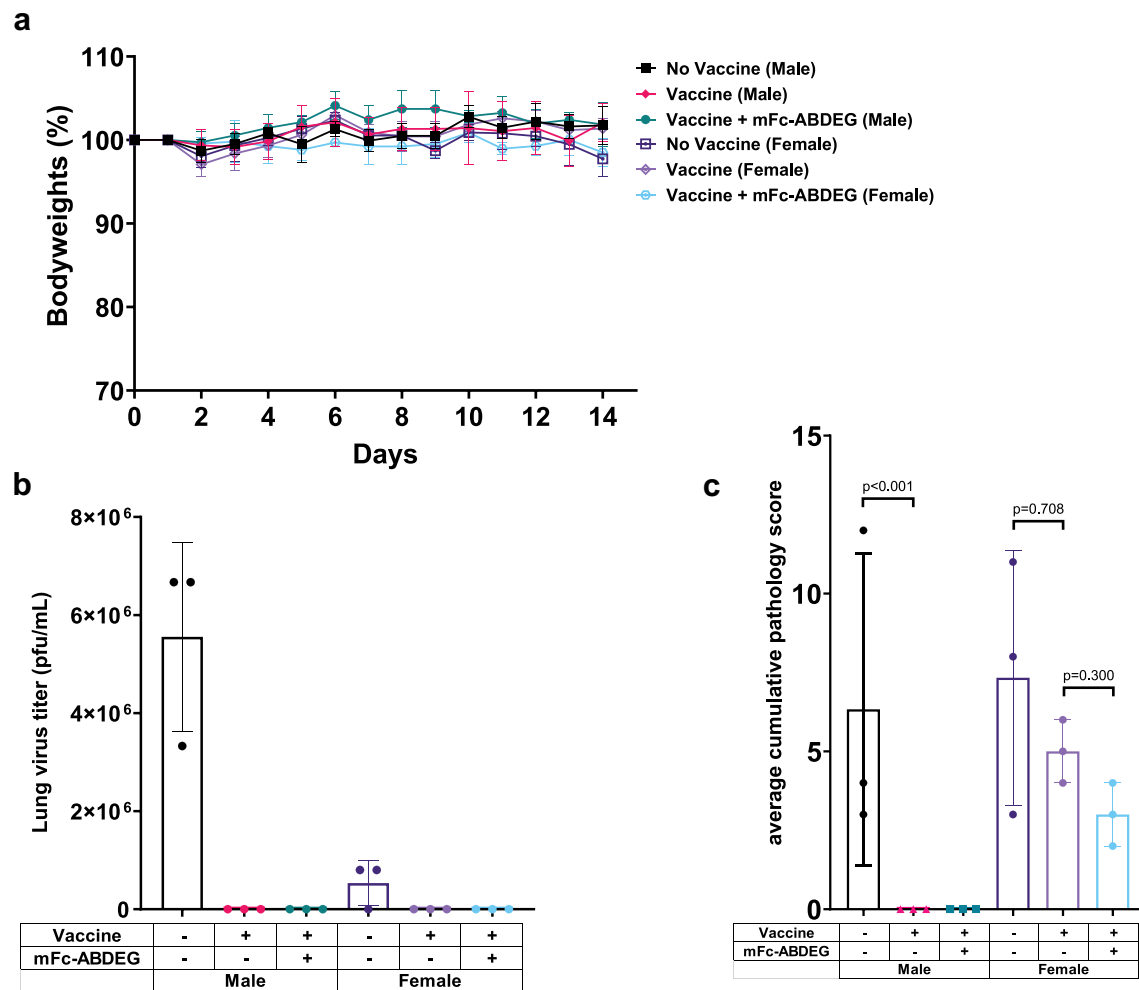 a
110
100
90
80
70
Bodyweights (%)
0 2 4 6 8 10 12 14
Days
No Vaccine (Male)
Vaccine (Male)
Vaccine + mFc-ABDEG (Male)
No Vaccine (Female)
Vaccine (Female)
Vaccine + mFc-ABDEG (Female)
b
8×10⁶
6×10⁶
4×10⁶
2×10⁶
0
Lung virus titer (pfu/mL)
Vaccine - + + - + +
mFc-ABDEG - - + - - +
Male Female
c
15
10
5
0
average cumulative pathology score
p<0.001
p=0.708
p=0.300
Vaccine - + + - + +
mFc-ABDEG - - + - - +
Male Female